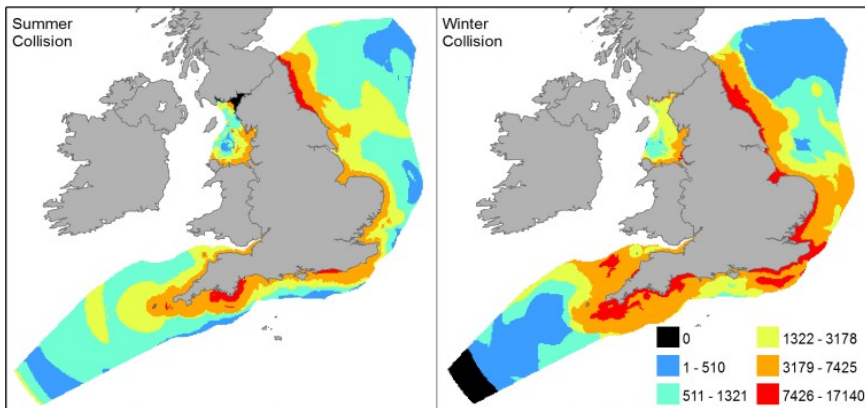 Summer
Collision
Winter
Collision
0
1 - 510
511 - 1321
1322 - 3178
3179 - 7425
7426 - 17140